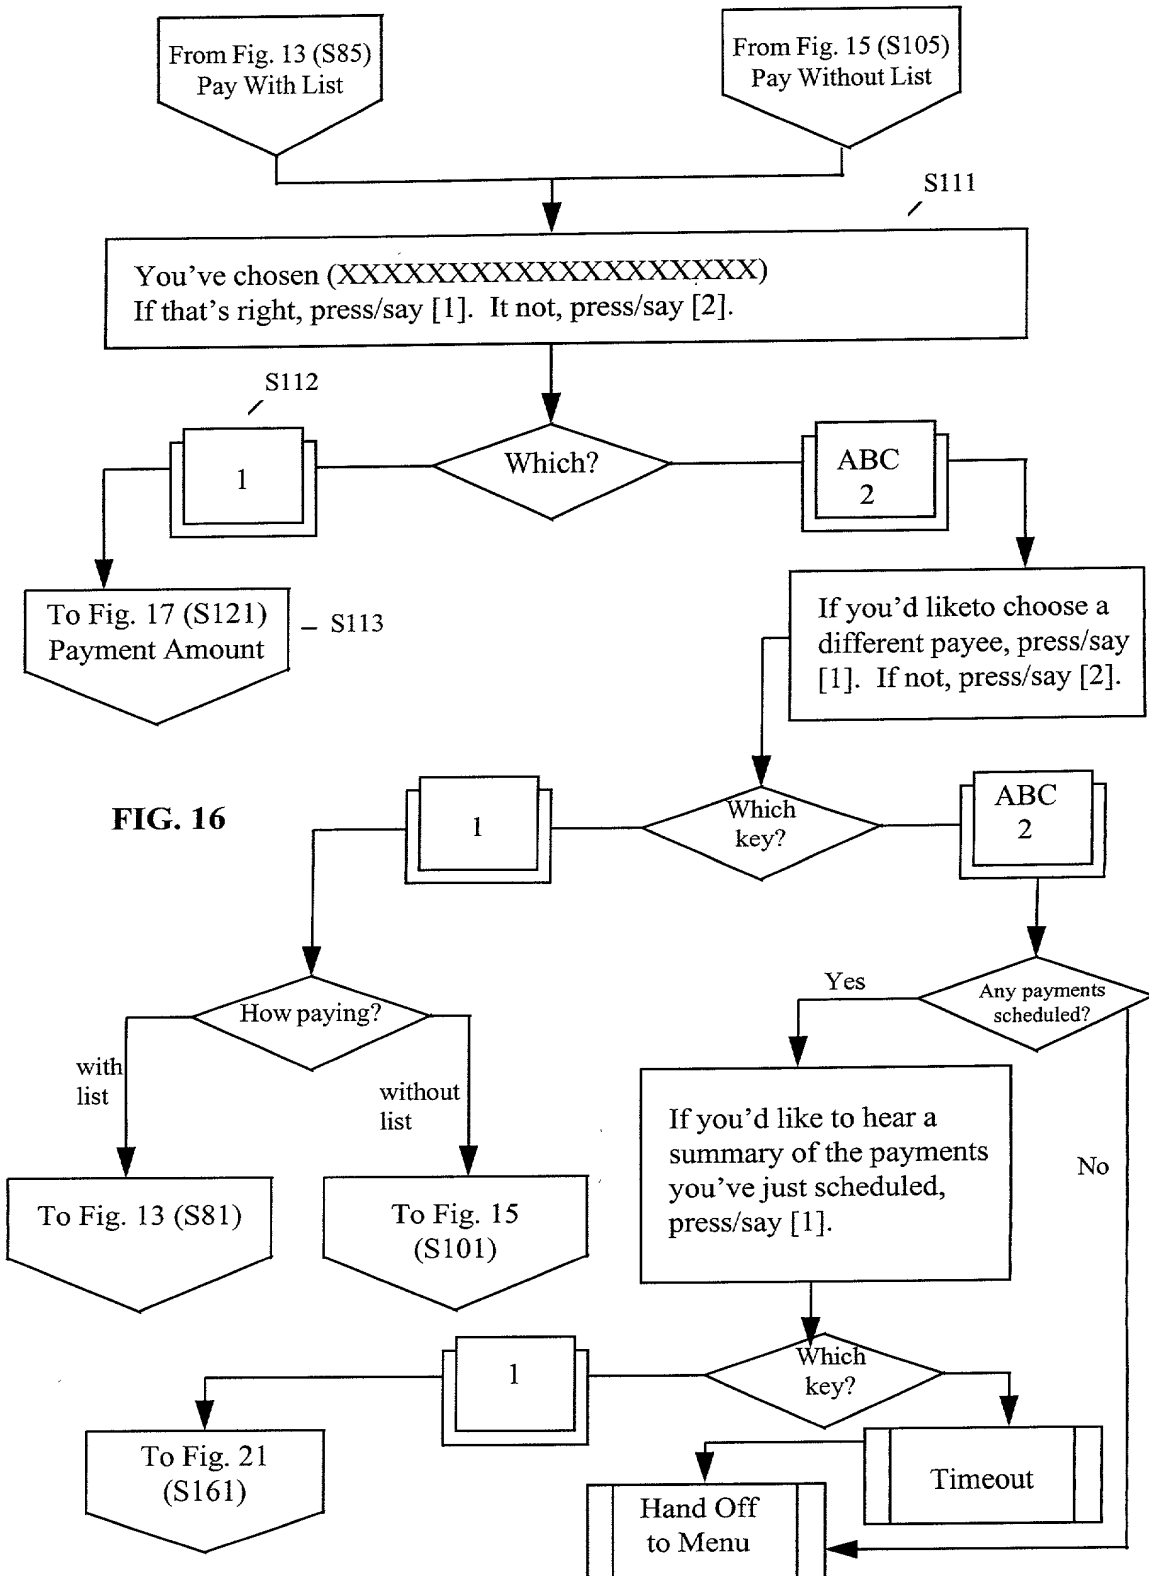 From Fig. 13 (S85)
Pay With List
From Fig. 15 (S105)
Pay Without List
S111
You've chosen (XXXXXXXXXXXXXXXXXXX)
If that's right, press/say [1].  It not, press/say [2].
S112
1
Which?
ABC
2
To Fig. 17 (S121)
Payment Amount
S113
If you'd liketo choose a
different payee, press/say
[1].  If not, press/say [2].
FIG. 16
1
Which
key?
ABC
2
How paying?
Yes
Any payments
scheduled?
with
list
without
list
If you'd like to hear a
summary of the payments
you've just scheduled,
press/say [1].
No
To Fig. 13 (S81)
To Fig. 15
(S101)
1
Which
key?
To Fig. 21
(S161)
Timeout
Hand Off
to Menu